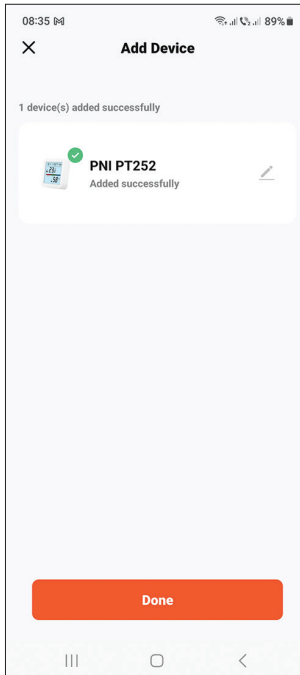 08:35
89%
Add Device
1 device(s) added successfully
PNI PT252
Added successfully
Done